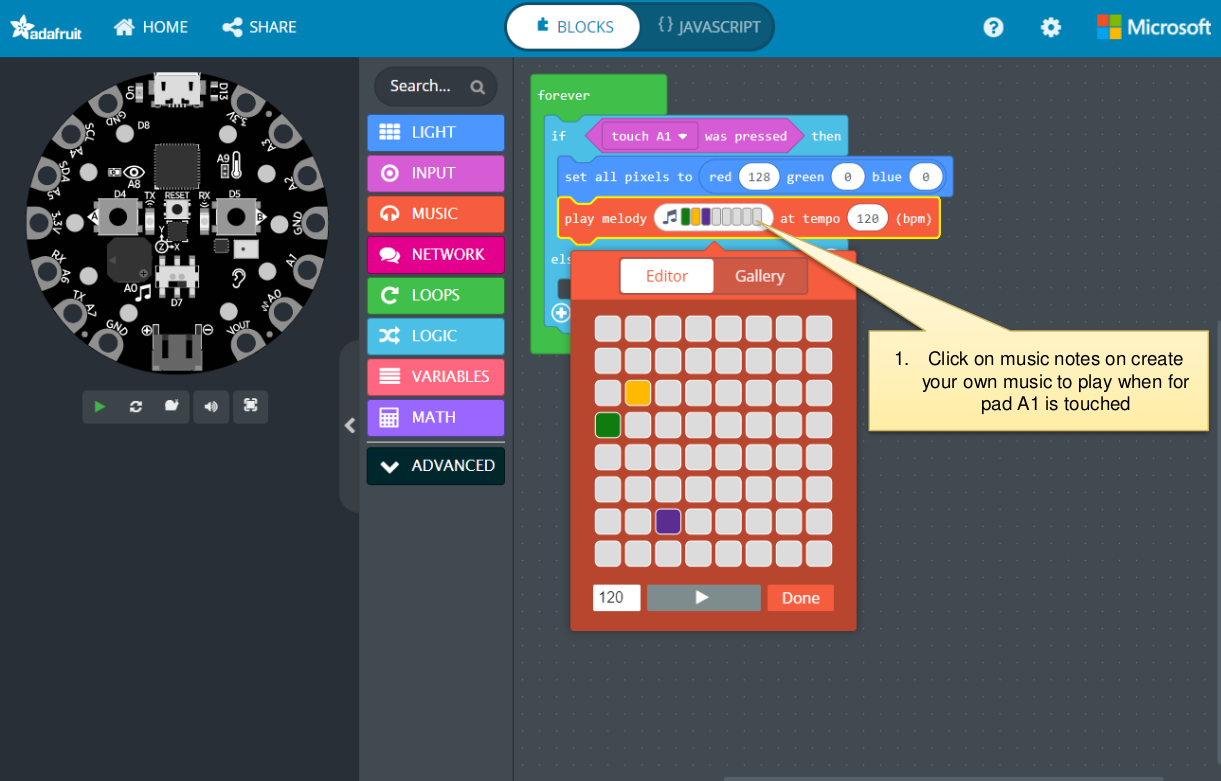 adafruit
HOME
SHARE
BLOCKS
{} JAVASCRIPT
Microsoft
Search...
LIGHT
INPUT
MUSIC
NETWORK
LOOPS
LOGIC
VARIABLES
MATH
ADVANCED
forever
if touch A1 was pressed then
set all pixels to red 128 green 0 blue 0
play melody at tempo 120 (bpm)
els
Editor
Gallery
120
Done
1. Click on music notes on create
your own music to play when for
pad A1 is touched
D13
GND
3.3V
D8
SCL
A4
A3
SDA
A5
A8
A9
A2
D4
TX
RESET
RX
D5
3.3V
A
B
GND
Y
Z
X
RX
A6
A1
A0
D7
TX
A7
A0
GND
VOUT